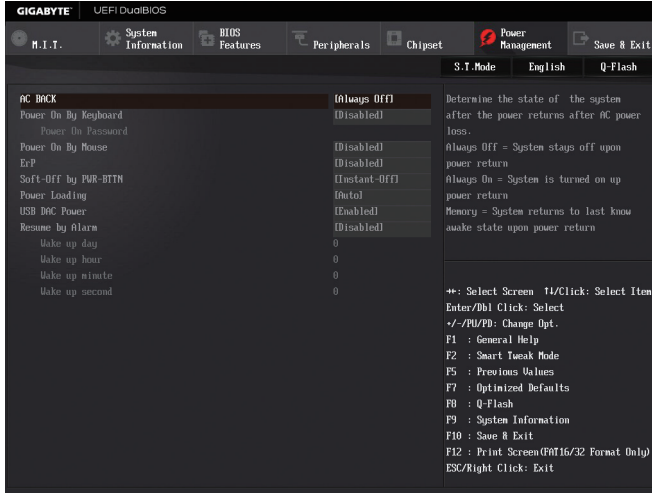 GIGABYTE™ UEFI DualBIOS
M.I.T. System Information BIOS Features Peripherals Chipset Power Management Save & Exit
S.T.Mode English Q-Flash
AC BACK [Always Off]
Power On By Keyboard [Disabled]
Power On Password
Power On By Mouse [Disabled]
ErP [Disabled]
Soft-Off by PWR-BTTN [Instant-Off]
Power Loading [Auto]
USB DAC Power [Enabled]
Resume by Alarm [Disabled]
Wake up day 0
Wake up hour 0
Wake up minute 0
Wake up second 0
Determine the state of the system
after the power returns after AC power
loss.
Always Off = System stays off upon
power return
Always On = System is turned on up
power return
Memory = System returns to last know
awake state upon power return
→←: Select Screen ↑↓/Click: Select Item
Enter/Dbl Click: Select
+/-/PU/PD: Change Opt.
F1 : General Help
F2 : Smart Tweak Mode
F5 : Previous Values
F7 : Optimized Defaults
F8 : Q-Flash
F9 : System Information
F10 : Save & Exit
F12 : Print Screen(FAT16/32 Format Only)
ESC/Right Click: Exit